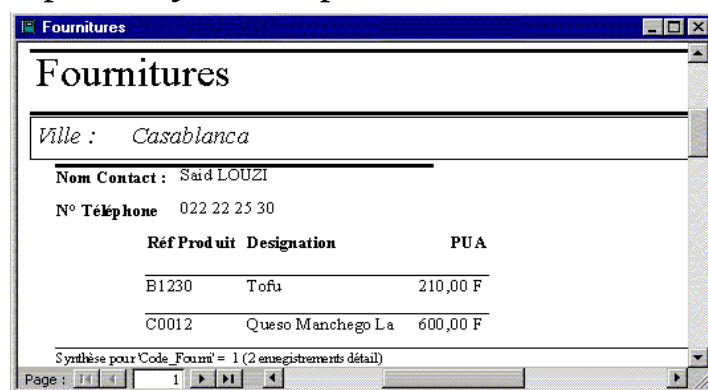 Fournitures
Fournitures
Ville : Casablanca
Nom Contact : Said LOUZI
N° Téléphone 022 22 25 30
Réf Produit Designation PUA
B1230 Tofu 210,00 F
C0012 Queso Manchego La 600,00 F
Synthèse pour 'Code_Fourni' = 1 (2 enregistrements détail)
Page : 1